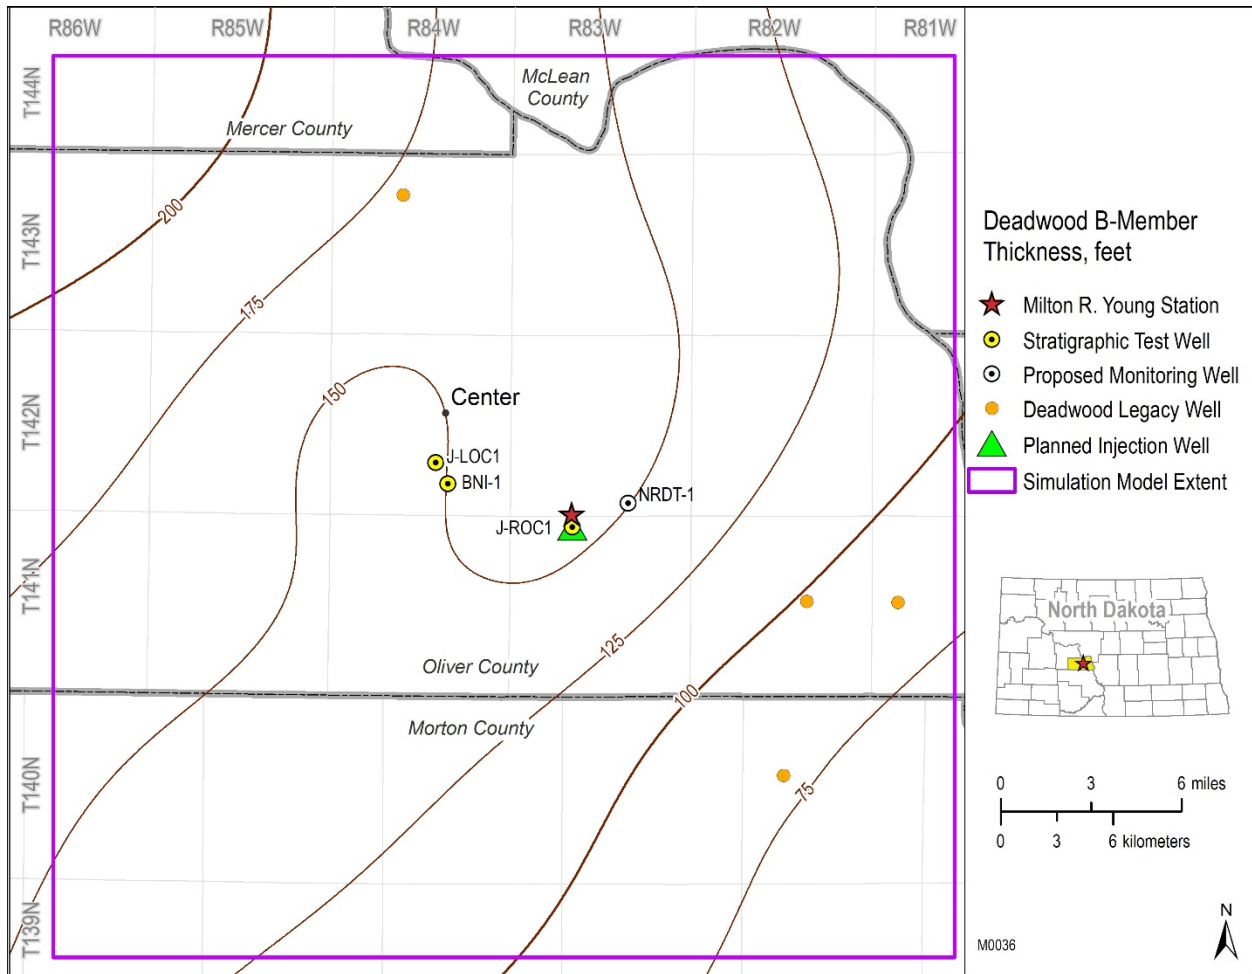 R86W R85W R84W R83W R82W R81W
T144N
T143N
T142N
T141N
T140N
T139N
McLean
County
Mercer County
200
175
150
Center
J-LOC1
BNI-1
NRDT-1
J-ROC1
125
100
75
Oliver County
Morton County
Deadwood B-Member
Thickness, feet
Milton R. Young Station
Stratigraphic Test Well
Proposed Monitoring Well
Deadwood Legacy Well
Planned Injection Well
Simulation Model Extent
North Dakota
0 3 6 miles
0 3 6 kilometers
N
M0036